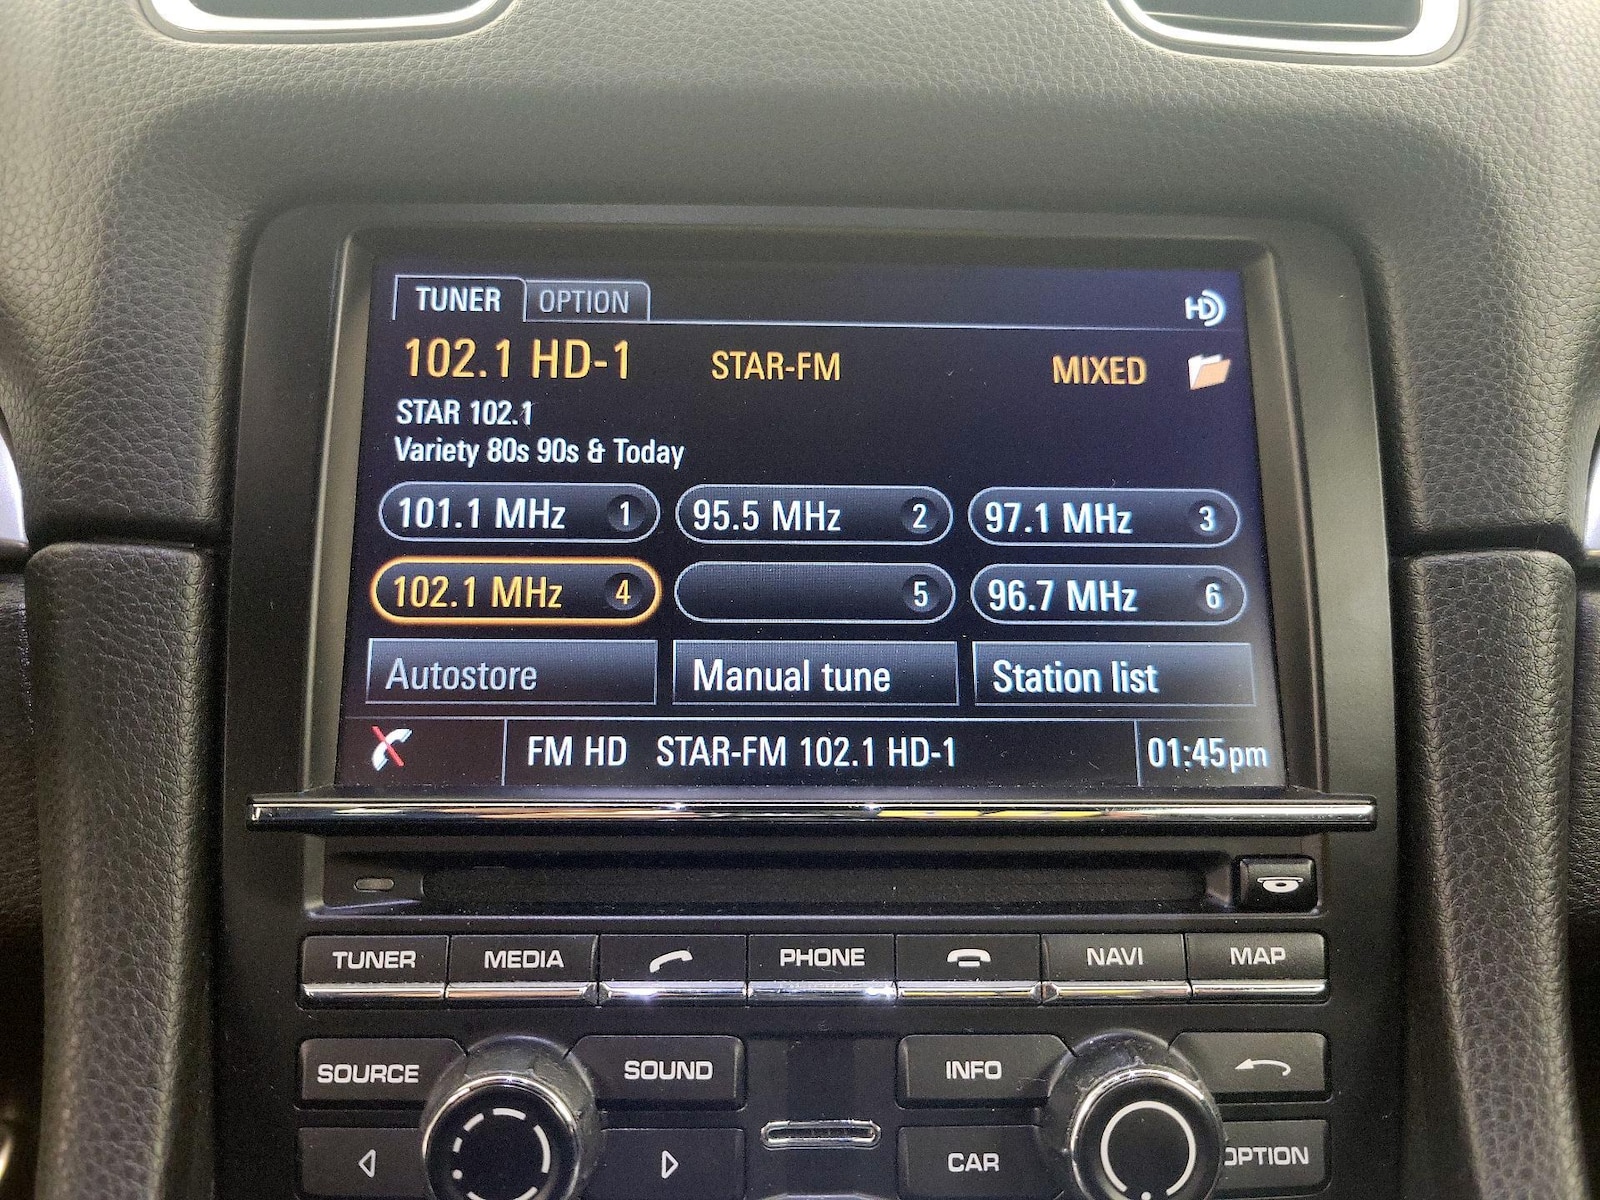 TUNER OPTION HD
102.1 HD-1 STAR-FM MIXED
STAR 102.1
Variety 80s 90s & Today
101.1 MHz 1 95.5 MHz 2 97.1 MHz 3
102.1 MHz 4 5 96.7 MHz 6
Autostore Manual tune Station list
FM HD STAR-FM 102.1 HD-1 01:45pm
TUNER MEDIA PHONE NAVI MAP
SOURCE SOUND INFO
CAR OPTION